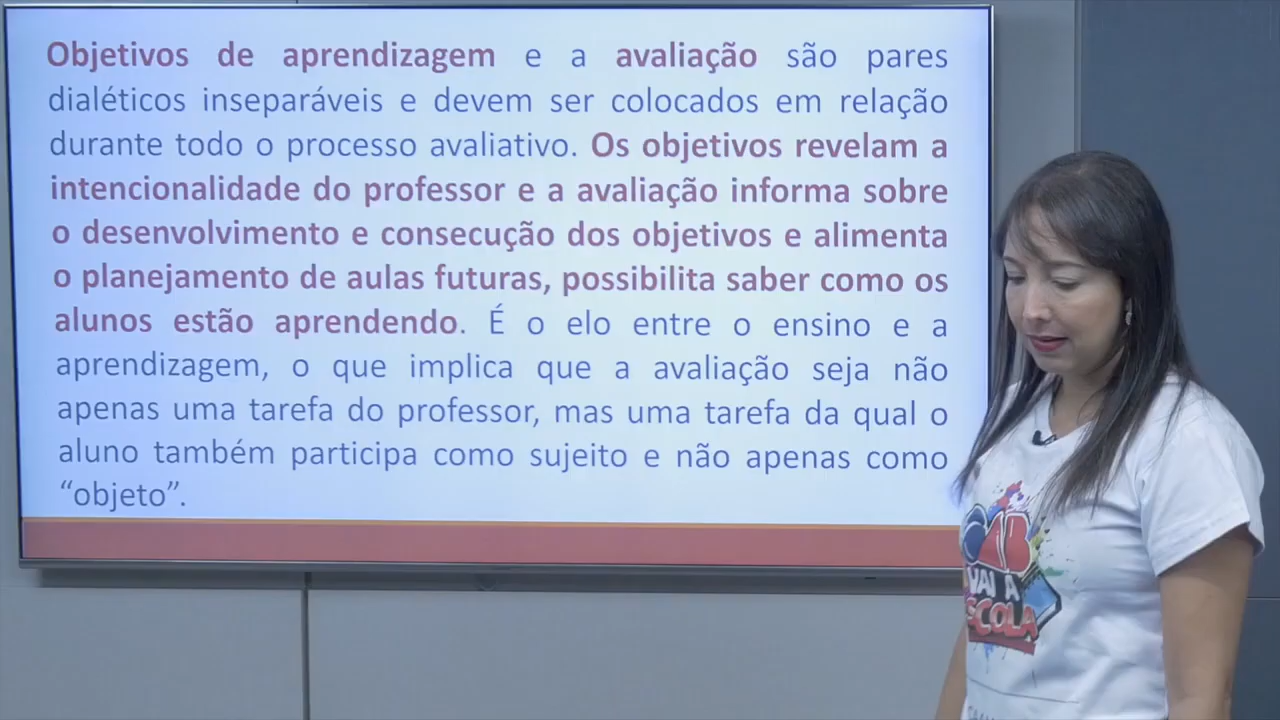 Objetivos de aprendizagem e a avaliação são pares
dialéticos inseparáveis e devem ser colocados em relação
durante todo o processo avaliativo. Os objetivos revelam a
intencionalidade do professor e a avaliação informa sobre
o desenvolvimento e consecução dos objetivos e alimenta
o planejamento de aulas futuras, possibilita saber como os
alunos estão aprendendo. É o elo entre o ensino e a
aprendizagem, o que implica que a avaliação seja não
apenas uma tarefa do professor, mas uma tarefa da qual o
aluno também participa como sujeito e não apenas como
“objeto”.
VAI À